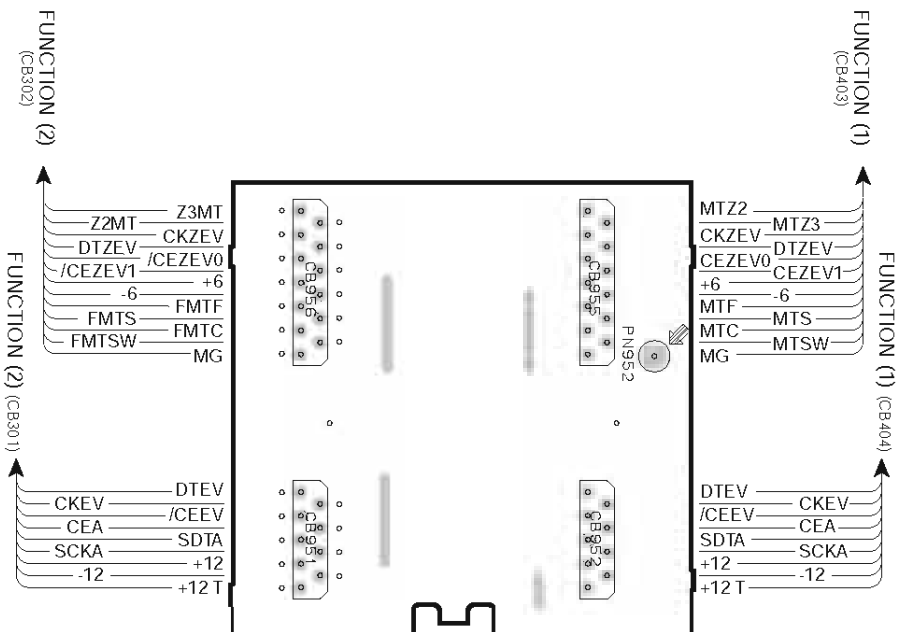 FUNCTION (2)
(CB302)
FUNCTION (1)
(CB403)
Z3MT
Z2MT
CKZEV
DTZEV
/CEZEV0
/CEZEV1
+6
-6
FMTF
FMTS
FMTC
FMTSW
MG
CB956
CB955
PN952
MTZ2
MTZ3
CKZEV
DTZEV
CEZEV0
CEZEV1
+6
-6
MTF
MTS
MTC
MTSW
MG
FUNCTION (2) (CB301)
FUNCTION (1) (CB404)
DTEV
CKEV
/CEEV
CEA
SDTA
SCKA
+12
-12
+12 T
CB951
CB952
DTEV
CKEV
/CEEV
CEA
SDTA
SCKA
+12
-12
+12 T